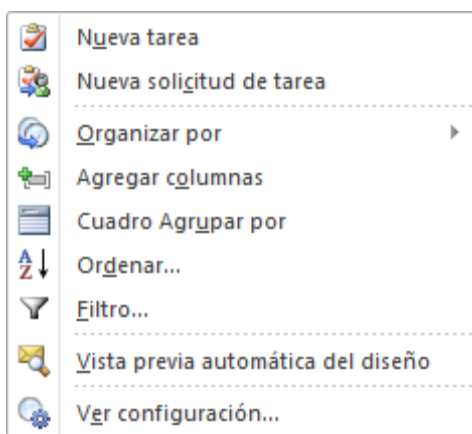 Nueva tarea
Nueva solicitud de tarea
Organizar por
Agregar columnas
Cuadro Agrupar por
Ordenar...
Filtro...
Vista previa automática del diseño
Ver configuración...